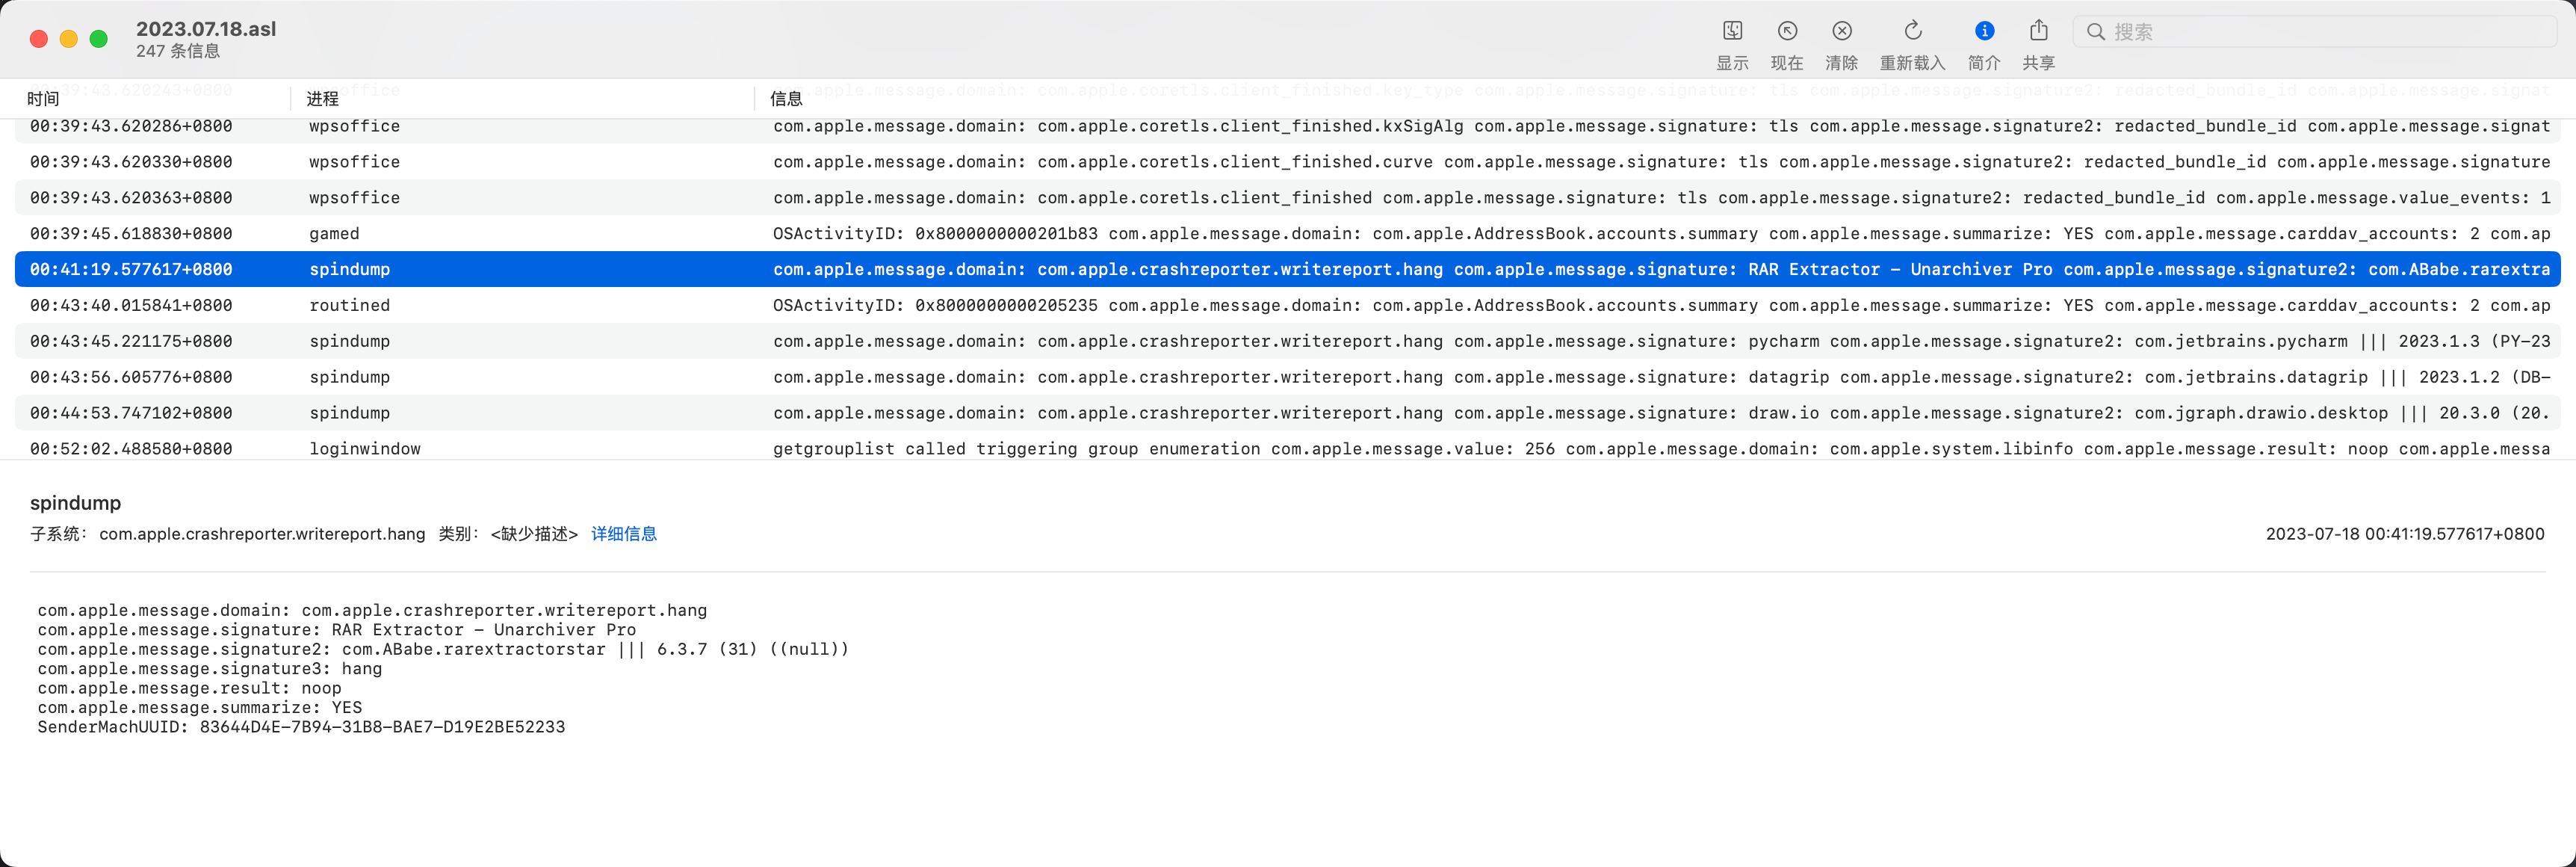 2023.07.18.asl
247 条信息
显示 现在 清除 重新载入 简介 共享 搜索
时间 进程 信息
00:39:43.620286+0800 wpsoffice com.apple.message.domain: com.apple.coretls.client_finished.kxSigAlg com.apple.message.signature: tls com.apple.message.signature2: redacted_bundle_id com.apple.message.signat
00:39:43.620330+0800 wpsoffice com.apple.message.domain: com.apple.coretls.client_finished.curve com.apple.message.signature: tls com.apple.message.signature2: redacted_bundle_id com.apple.message.signature
00:39:43.620363+0800 wpsoffice com.apple.message.domain: com.apple.coretls.client_finished com.apple.message.signature: tls com.apple.message.signature2: redacted_bundle_id com.apple.message.value_events: 1
00:39:45.618830+0800 gamed OSActivityID: 0x8000000000201b83 com.apple.message.domain: com.apple.AddressBook.accounts.summary com.apple.message.summarize: YES com.apple.message.carddav_accounts: 2 com.ap
00:41:19.577617+0800 spindump com.apple.message.domain: com.apple.crashreporter.writereport.hang com.apple.message.signature: RAR Extractor - Unarchiver Pro com.apple.message.signature2: com.ABabe.rarextra
00:43:40.015841+0800 routined OSActivityID: 0x8000000000205235 com.apple.message.domain: com.apple.AddressBook.accounts.summary com.apple.message.summarize: YES com.apple.message.carddav_accounts: 2 com.ap
00:43:45.221175+0800 spindump com.apple.message.domain: com.apple.crashreporter.writereport.hang com.apple.message.signature: pycharm com.apple.message.signature2: com.jetbrains.pycharm ||| 2023.1.3 (PY-23
00:43:56.605776+0800 spindump com.apple.message.domain: com.apple.crashreporter.writereport.hang com.apple.message.signature: datagrip com.apple.message.signature2: com.jetbrains.datagrip ||| 2023.1.2 (DB-
00:44:53.747102+0800 spindump com.apple.message.domain: com.apple.crashreporter.writereport.hang com.apple.message.signature: draw.io com.apple.message.signature2: com.jgraph.drawio.desktop ||| 20.3.0 (20.
00:52:02.488580+0800 loginwindow getgrouplist called triggering group enumeration com.apple.message.value: 256 com.apple.message.domain: com.apple.system.libinfo com.apple.message.result: noop com.apple.messa
spindump
子系统： com.apple.crashreporter.writereport.hang 类别： <缺少描述> 详细信息 2023-07-18 00:41:19.577617+0800
com.apple.message.domain: com.apple.crashreporter.writereport.hang
com.apple.message.signature: RAR Extractor - Unarchiver Pro
com.apple.message.signature2: com.ABabe.rarextractorstar ||| 6.3.7 (31) ((null))
com.apple.message.signature3: hang
com.apple.message.result: noop
com.apple.message.summarize: YES
SenderMachUUID: 83644D4E-7B94-31B8-BAE7-D19E2BE52233